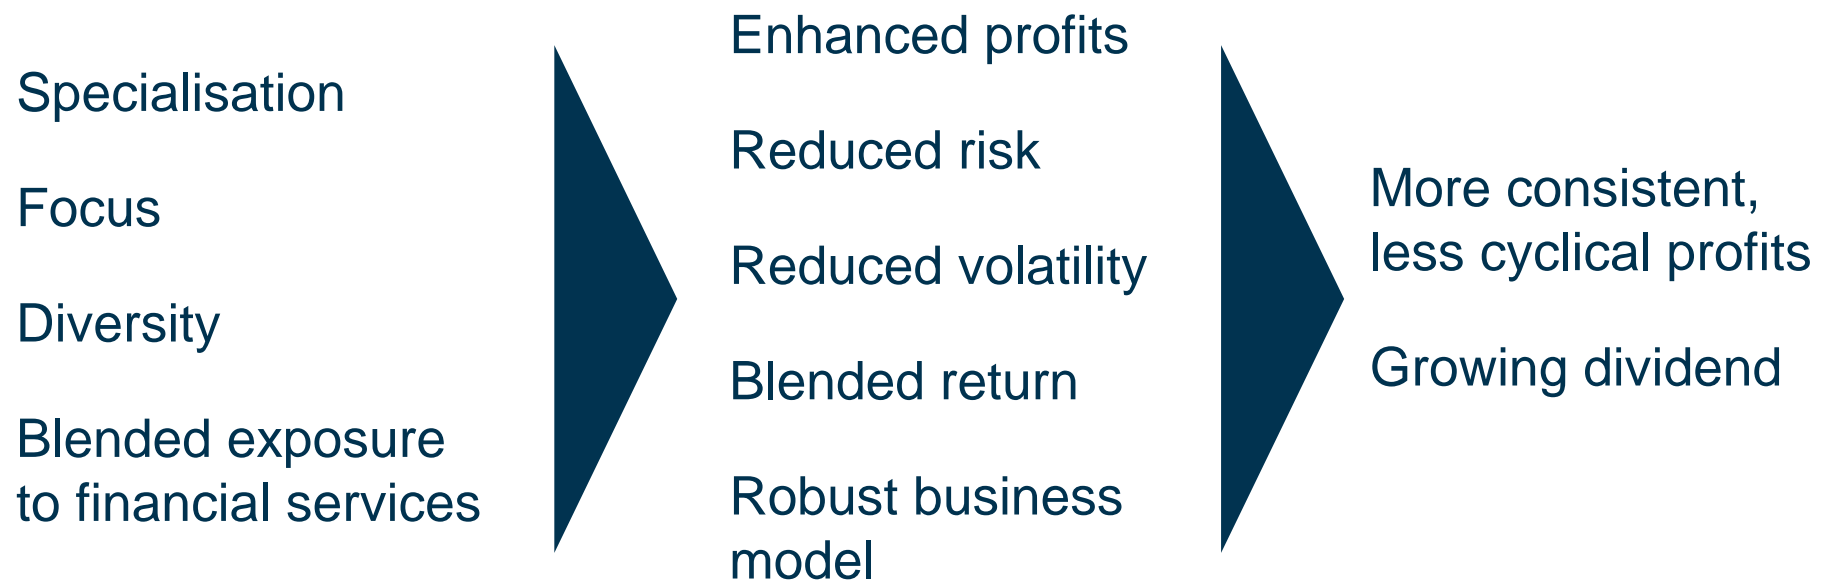 Specialisation
Focus
Diversity
Blended exposure
to financial services
Enhanced profits
Reduced risk
Reduced volatility
Blended return
Robust business
model
More consistent,
less cyclical profits
Growing dividend